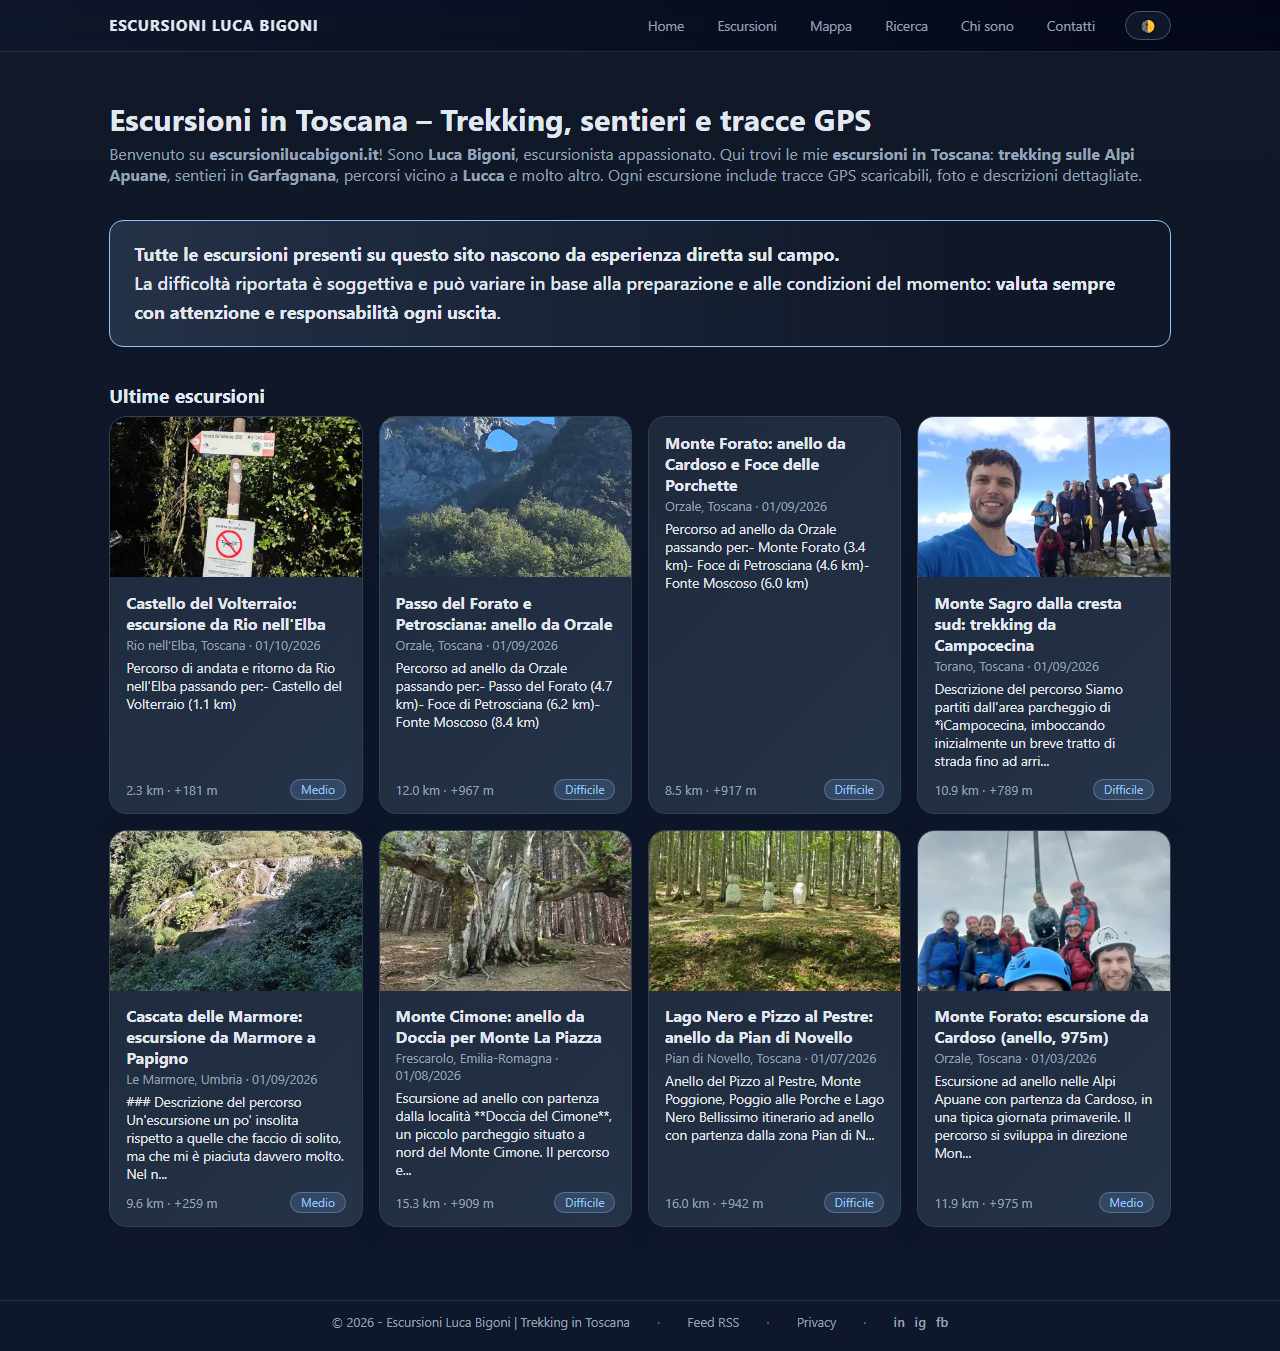 ESCURSIONI LUCA BIGONI
Home
Escursioni
Mappa
Ricerca
Chi sono
Contatti
Escursioni in Toscana – Trekking, sentieri e tracce GPS
Benvenuto su escursionilucabigoni.it! Sono Luca Bigoni, escursionista appassionato. Qui trovi le mie escursioni in Toscana: trekking sulle Alpi
Apuane, sentieri in Garfagnana, percorsi vicino a Lucca e molto altro. Ogni escursione include tracce GPS scaricabili, foto e descrizioni dettagliate.
Tutte le escursioni presenti su questo sito nascono da esperienza diretta sul campo.
La difficoltà riportata è soggettiva e può variare in base alla preparazione e alle condizioni del momento: valuta sempre
con attenzione e responsabilità ogni uscita.
Ultime escursioni
Castello del Volterraio:
escursione da Rio nell'Elba
Rio nell'Elba, Toscana · 01/10/2026
Percorso di andata e ritorno da Rio
nell'Elba passando per:- Castello del
Volterraio (1.1 km)
2.3 km · +181 m
Medio
Passo del Forato e
Petrosciana: anello da Orzale
Orzale, Toscana · 01/09/2026
Percorso ad anello da Orzale
passando per:- Passo del Forato (4.7
km)- Foce di Petrosciana (6.2 km)-
Fonte Moscoso (8.4 km)
12.0 km · +967 m
Difficile
Monte Forato: anello da
Cardoso e Foce delle
Porchette
Orzale, Toscana · 01/09/2026
Percorso ad anello da Orzale
passando per:- Monte Forato (3.4
km)- Foce di Petrosciana (4.6 km)-
Fonte Moscoso (6.0 km)
8.5 km · +917 m
Difficile
Monte Sagro dalla cresta
sud: trekking da
Campocecina
Torano, Toscana · 01/09/2026
Descrizione del percorso Siamo
partiti dall'area parcheggio di
*ìCampocecina, imboccando
inizialmente un breve tratto di
strada fino ad arri...
10.9 km · +789 m
Difficile
Cascata delle Marmore:
escursione da Marmore a
Papigno
Le Marmore, Umbria · 01/09/2026
### Descrizione del percorso
Un'escursione un po' insolita
rispetto a quelle che faccio di solito,
ma che mi è piaciuta davvero molto.
Nel n...
9.6 km · +259 m
Medio
Monte Cimone: anello da
Doccia per Monte La Piazza
Frescarolo, Emilia-Romagna ·
01/08/2026
Escursione ad anello con partenza
dalla località **Doccia del Cimone**,
un piccolo parcheggio situato a
nord del Monte Cimone. Il percorso
e...
15.3 km · +909 m
Difficile
Lago Nero e Pizzo al Pestre:
anello da Pian di Novello
Pian di Novello, Toscana · 01/07/2026
Anello del Pizzo al Pestre, Monte
Poggione, Poggio alle Porche e Lago
Nero Bellissimo itinerario ad anello
con partenza dalla zona Pian di N...
16.0 km · +942 m
Difficile
Monte Forato: escursione da
Cardoso (anello, 975m)
Orzale, Toscana · 01/03/2026
Escursione ad anello nelle Alpi
Apuane con partenza da Cardoso, in
una tipica giornata primaverile. Il
percorso si sviluppa in direzione
Mon...
11.9 km · +975 m
Medio
© 2026 - Escursioni Luca Bigoni | Trekking in Toscana
·
Feed RSS
·
Privacy
·
in
ig
fb